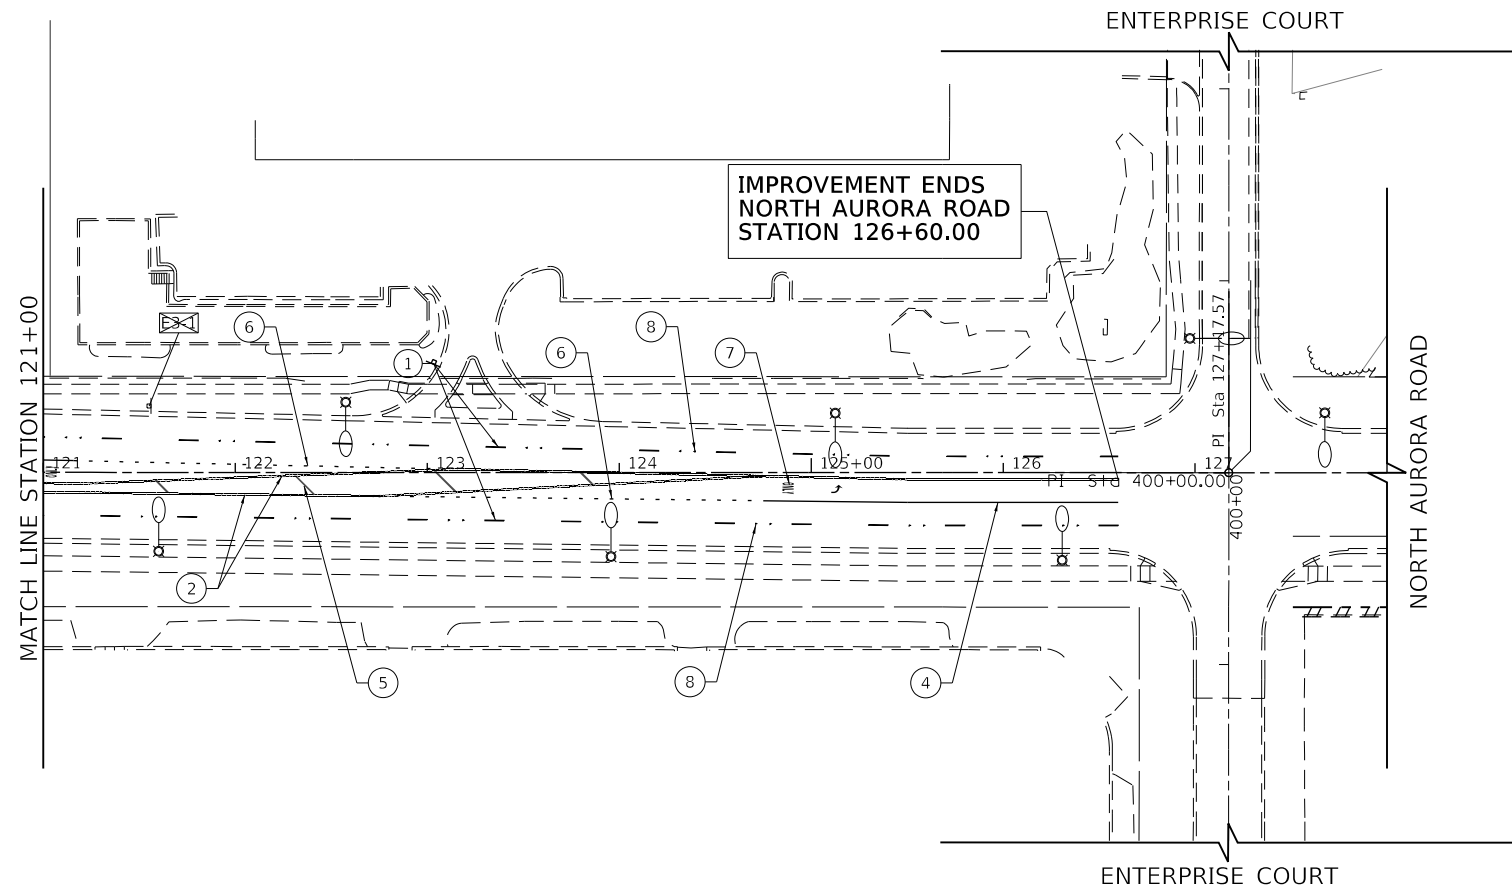 ENTERPRISE COURT
IMPROVEMENT ENDS
NORTH AURORA ROAD
STATION 126+60.00
MATCH LINE STATION 121+00
E3-1
6
1
6
8
7
PI Sta 127+17.57
NORTH AURORA ROAD
121
122
123
124
125+00
126
127
PI Sta 400+00.00
400+00
2
5
8
4
ENTERPRISE COURT